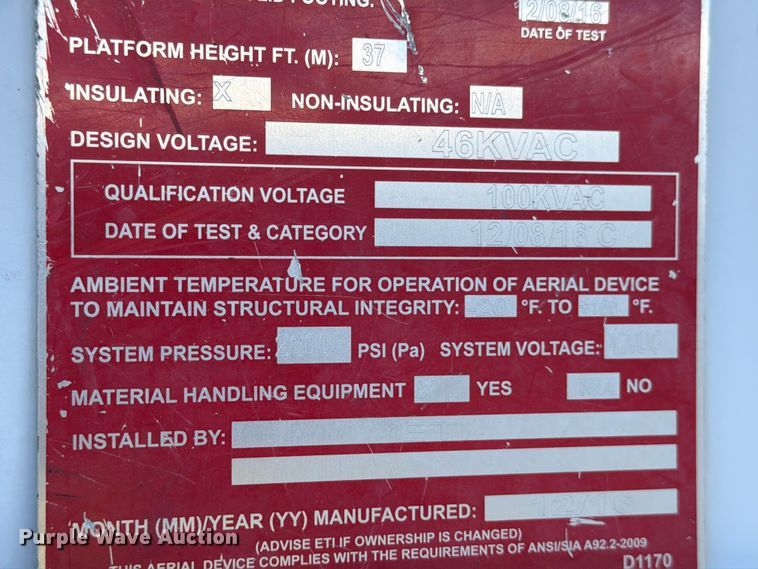 12/08/16
DATE OF TEST
PLATFORM HEIGHT FT. (M): 37
INSULATING: X NON-INSULATING: N/A
DESIGN VOLTAGE: 46KVAC
QUALIFICATION VOLTAGE 100KVAC
DATE OF TEST & CATEGORY 12/08/16 C
AMBIENT TEMPERATURE FOR OPERATION OF AERIAL DEVICE
TO MAINTAIN STRUCTURAL INTEGRITY: -20 °F. TO °F.
SYSTEM PRESSURE: PSI (Pa) SYSTEM VOLTAGE:
MATERIAL HANDLING EQUIPMENT YES N/A NO
INSTALLED BY: ETI
MONTH (MM)/YEAR (YY) MANUFACTURED: 12/16
(ADVISE ETI IF OWNERSHIP IS CHANGED)
THIS AERIAL DEVICE COMPLIES WITH THE REQUIREMENTS OF ANSI/SIA A92.2-2009
D1170
Purple Wave Auction